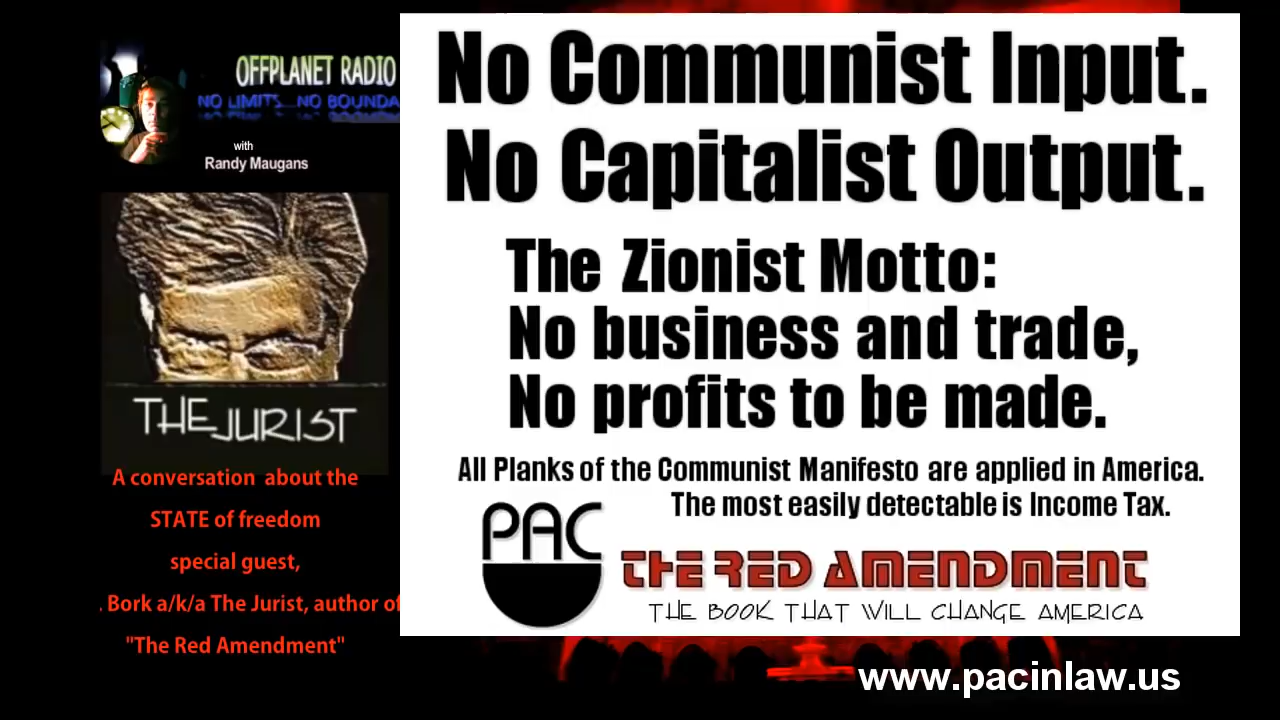 OFFPLANET RADIO
NO LIMITS...NO BOUNDA
with
Randy Maugans
THE JURIST
A conversation about the
STATE of freedom
special guest,
. Bork a/k/a The Jurist, author of
"The Red Amendment"
No Communist Input.
No Capitalist Output.
The Zionist Motto:
No business and trade,
No profits to be made.
All Planks of the Communist Manifesto are applied in America.
The most easily detectable is Income Tax.
PAC
THE RED AMENDMENT
THE BOOK THAT WILL CHANGE AMERICA
www.pacinlaw.us